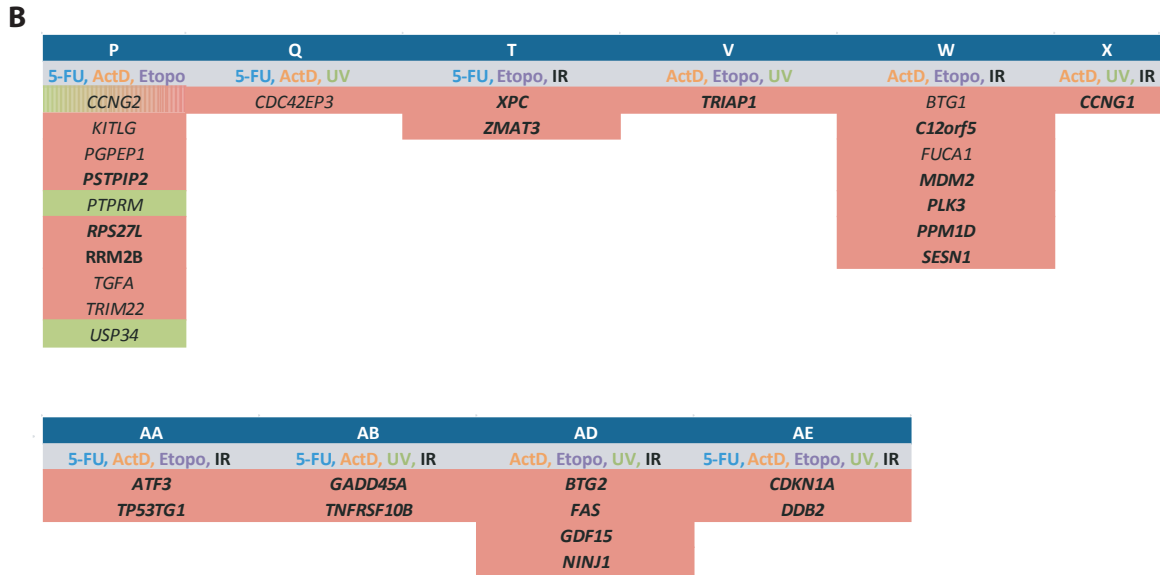 B
P Q T V W X
5-FU, ActD, Etopo 5-FU, ActD, UV 5-FU, Etopo, IR ActD, Etopo, UV ActD, Etopo, IR ActD, UV, IR
CCNG2 CDC42EP3 XPC TRIAP1 BTG1 CCNG1
KITLG ZMAT3 C12orf5
PGPEP1 FUCA1
PSTPIP2 MDM2
PTPRM PLK3
RPS27L PPM1D
RRM2B SESN1
TGFA
TRIM22
USP34
AA AB AD AE
5-FU, ActD, Etopo, IR 5-FU, ActD, UV, IR ActD, Etopo, UV, IR 5-FU, ActD, Etopo, UV, IR
ATF3 GADD45A BTG2 CDKN1A
TP53TG1 TNFRSF10B FAS DDB2
GDF15
NINJ1